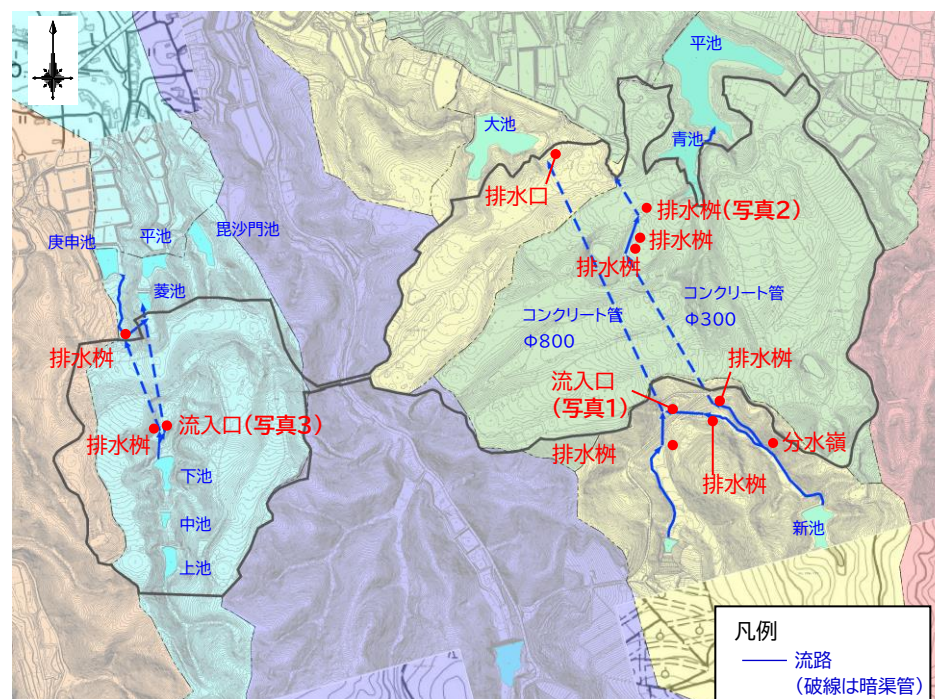 平池
大池
青池
排水口
排水桝(写真2)
排水桝
排水桝
毘沙門池
平池
庚申池
菱池
コンクリート管
Φ300
コンクリート管
Φ800
排水桝
排水桝
流入口
(写真1)
流入口(写真3)
排水桝
分水嶺
排水桝
排水桝
下池
中池
新池
上池
凡例
流路
(破線は暗渠管)